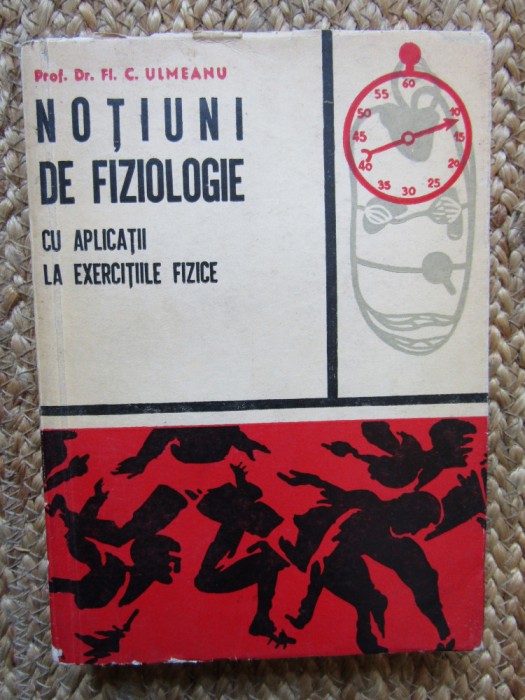 Prof. Dr. Fl. C. ULMEANU
NOȚIUNI
DE FIZIOLOGIE
CU APLICAȚII
LA EXERCIȚIILE FIZICE
60
55
50
45
40
35
30
25
20
15
10